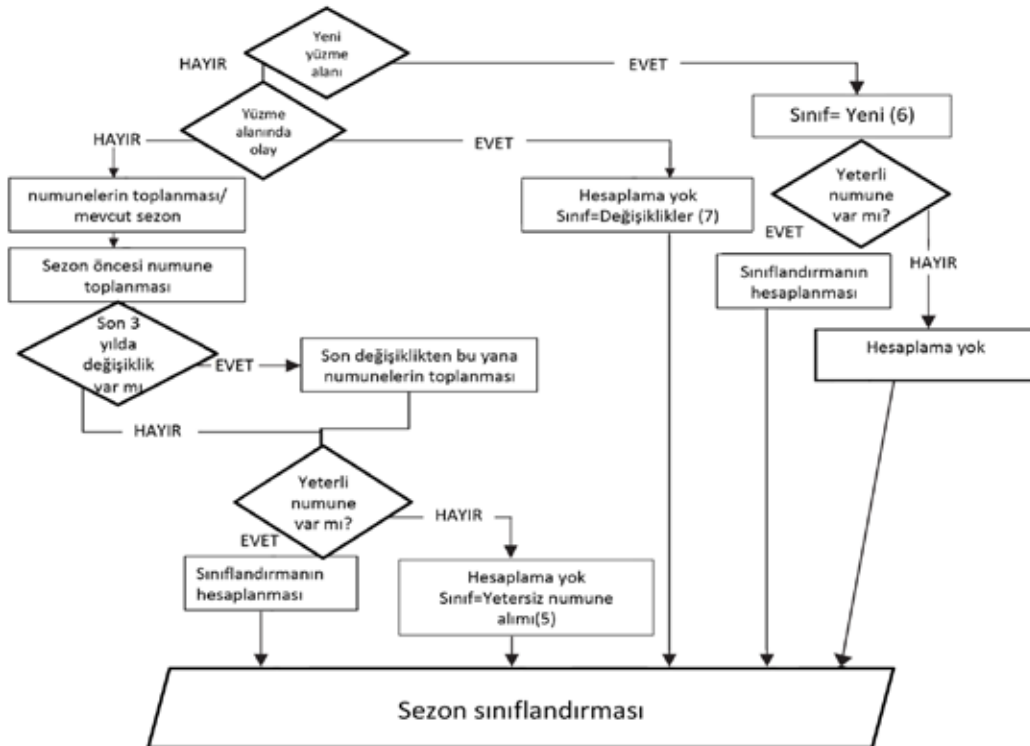 Yeni
yüzme
alanı
HAYIR
EVET
Sınıf= Yeni (6)
Yüzme
alanında
olay
HAYIR
EVET
Yeterli
numune
var mı?
numunelerin toplanması/
mevcut sezon
Hesaplama yok
Sınıf=Değişiklikler (7)
EVET
HAYIR
Sezon öncesi numune
toplanması
Sınıflandırmanın
hesaplanması
Son 3
yılda
değişiklik
var mı
EVET
Son değişiklikten bu yana
numunelerin toplanması
Hesaplama yok
HAYIR
Yeterli
numune
var mı?
HAYIR
EVET
Sınıflandırmanın
hesaplanması
Hesaplama yok
Sınıf=Yetersiz numune
alımı(5)
Sezon sınıflandırması